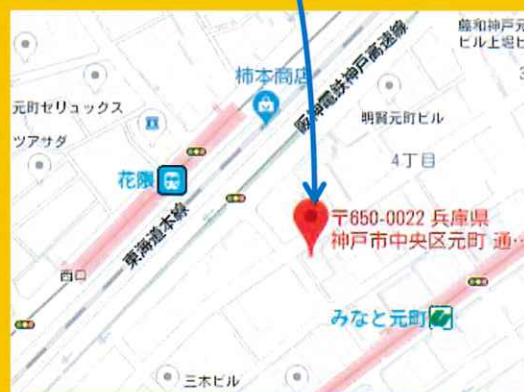 藤和神戸元
ビル上堀ビ
柿本商店
阪神電鉄神戸高速線
元町セリュックス
ツアサダ
明賢元町ビル
4丁目
花隈
〒650-0022 兵庫県
神戸市中央区元町 通…
東海道本線
西口
みなと元町
三木ビル